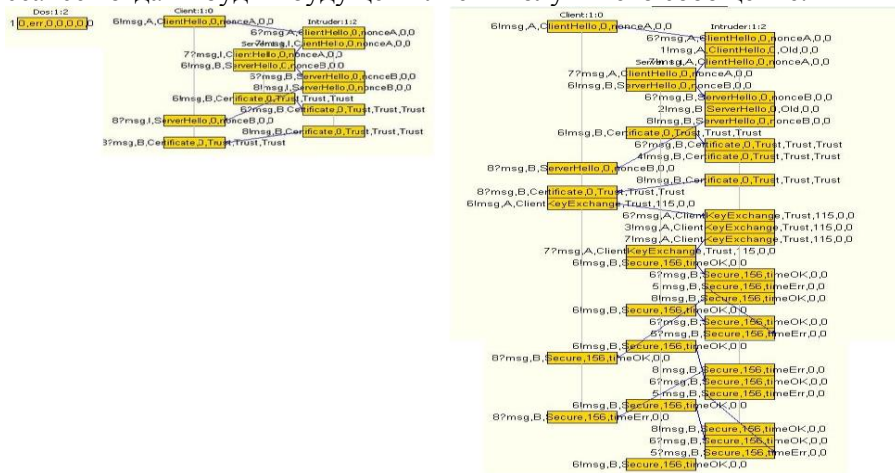 Dos:1:2
1 0,err,0,0,0,0
Client:1:0
6!msg,A,ClientHello,0,nonceA,0,0
Intruder:1:2
6?msg,A,ClientHello,0,nonceA,0,0
7?msg,I,ClientHello,0,nonceA,0,0
6!msg,B,ServerHello,0,nonceB,0,0
6?msg,B,ServerHello,0,nonceB,0,0
8!msg,I,ServerHello,0,nonceB,0,0
6!msg,B,Certificate,0,Trust,Trust,Trust
6?msg,B,Certificate,0,Trust,Trust,Trust
8?msg,I,ServerHello,0,nonceB,0,0
8!msg,B,Certificate,0,Trust,Trust,Trust
8?msg,B,Certificate,0,Trust,Trust,Trust
Client:1:0
6!msg,A,ClientHello,0,nonceA,0,0
Intruder:1:2
6?msg,A,ClientHello,0,nonceA,0,0
1!msg,A,ClientHello,0,Old,0,0
7?msg,A,ClientHello,0,nonceA,0,0
6!msg,B,ServerHello,0,nonceB,0,0
6?msg,B,ServerHello,0,nonceB,0,0
2!msg,B,ServerHello,0,Old,0,0
8!msg,B,ServerHello,0,nonceB,0,0
6!msg,B,Certificate,0,Trust,Trust,Trust
6?msg,B,Certificate,0,Trust,Trust,Trust
4!msg,B,Certificate,0,Trust,Trust,Trust
8?msg,B,ServerHello,0,nonceB,0,0
8!msg,B,Certificate,0,Trust,Trust,Trust
8?msg,B,Certificate,0,Trust,Trust,Trust
6!msg,A,ClientKeyExchange,Trust,115,0,0
6?msg,A,ClientKeyExchange,Trust,115,0,0
3!msg,A,ClientKeyExchange,Trust,115,0,0
7!msg,A,ClientKeyExchange,Trust,115,0,0
7?msg,A,ClientKeyExchange,Trust,115,0,0
6!msg,B,Secure,156,timeOK,0,0
6?msg,B,Secure,156,timeOK,0,0
5!msg,B,Secure,156,timeErr,0,0
8!msg,B,Secure,156,timeOK,0,0
6!msg,B,Secure,156,timeOK,0,0
6?msg,B,Secure,156,timeOK,0,0
5?msg,B,Secure,156,timeErr,0,0
6!msg,B,Secure,156,timeOK,0,0
8?msg,B,Secure,156,timeOK,0,0
8!msg,B,Secure,156,timeErr,0,0
6?msg,B,Secure,156,timeOK,0,0
5!msg,B,Secure,156,timeErr,0,0
6!msg,B,Secure,156,timeOK,0,0
8?msg,B,Secure,156,timeErr,0,0
8!msg,B,Secure,156,timeOK,0,0
6?msg,B,Secure,156,timeOK,0,0
5?msg,B,Secure,156,timeErr,0,0
6!msg,B,Secure,156,timeOK,0,0